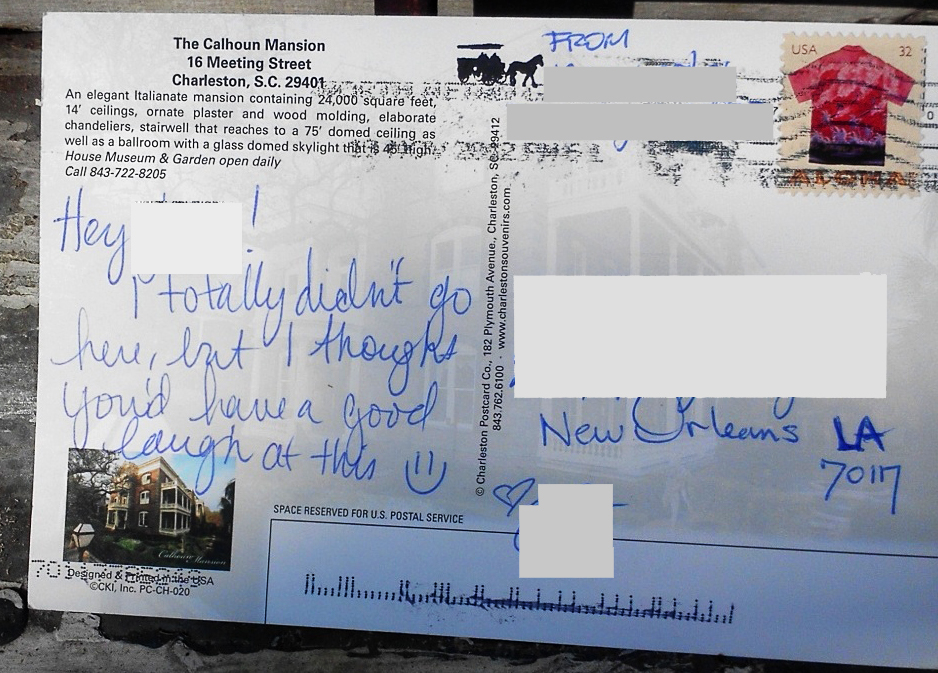 The Calhoun Mansion
16 Meeting Street
Charleston, S.C. 29401
An elegant Italianate mansion containing 24,000 square feet,
14' ceilings, ornate plaster and wood molding, elaborate
chandeliers, stairwell that reaches to a 75' domed ceiling as
well as a ballroom with a glass domed skylight that is 45' high.
House Museum & Garden open daily
Call 843-722-8205
Hey !
I totally didn't go
here, but I thought
you'd have a good
laugh at this
Calhoun Mansion
Designed & Printed in the USA
©CKI, Inc. PC-CH-020
© Charleston Postcard Co., 182 Plymouth Avenue., Charleston, SC. 29412
843.762.6100 · www.charlestonsouvenirs.com
FROM
USA 32
ALOHA
New Orleans LA
70117
SPACE RESERVED FOR U.S. POSTAL SERVICE